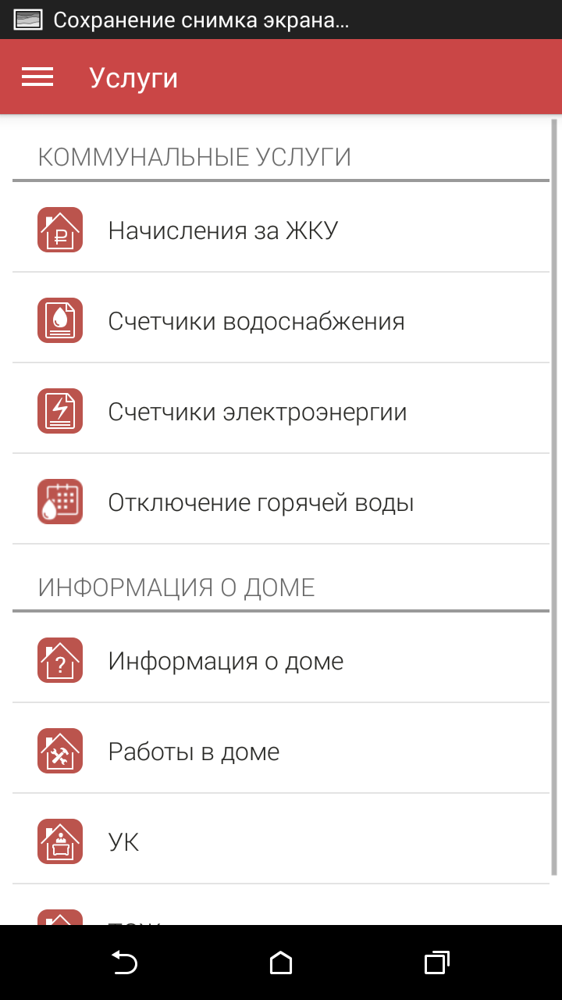 Сохранение снимка экрана...
Услуги
КОММУНАЛЬНЫЕ УСЛУГИ
Начисления за ЖКУ
Счетчики водоснабжения
Счетчики электроэнергии
Отключение горячей воды
ИНФОРМАЦИЯ О ДОМЕ
Информация о доме
Работы в доме
УК